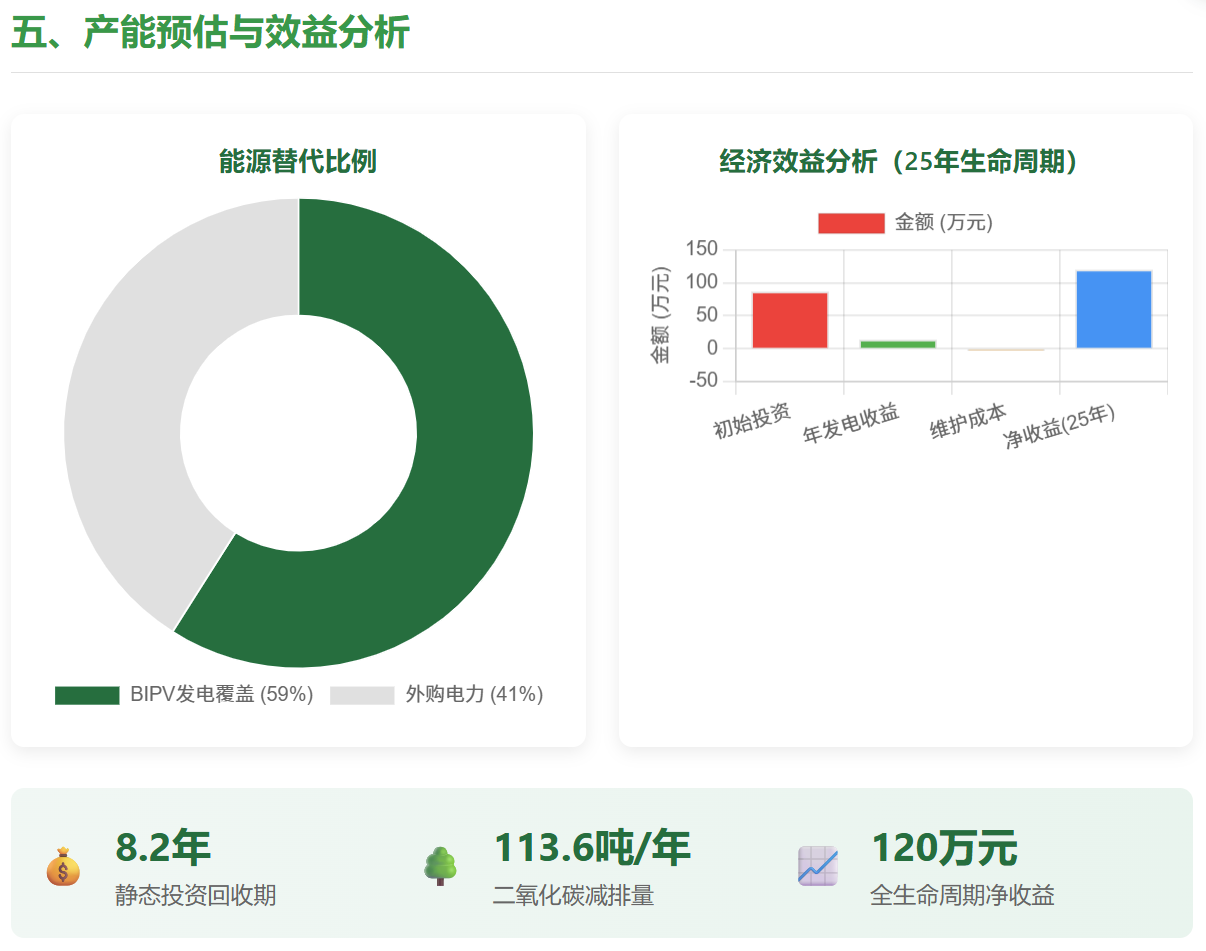 五、产能预估与效益分析
能源替代比例
BIPV发电覆盖 (59%)
外购电力 (41%)
经济效益分析（25年生命周期）
金额 (万元)
金额 (万元)
150
100
50
0
-50
初始投资
年发电收益
维护成本
净收益(25年)
8.2年
静态投资回收期
113.6吨/年
二氧化碳减排量
120万元
全生命周期净收益